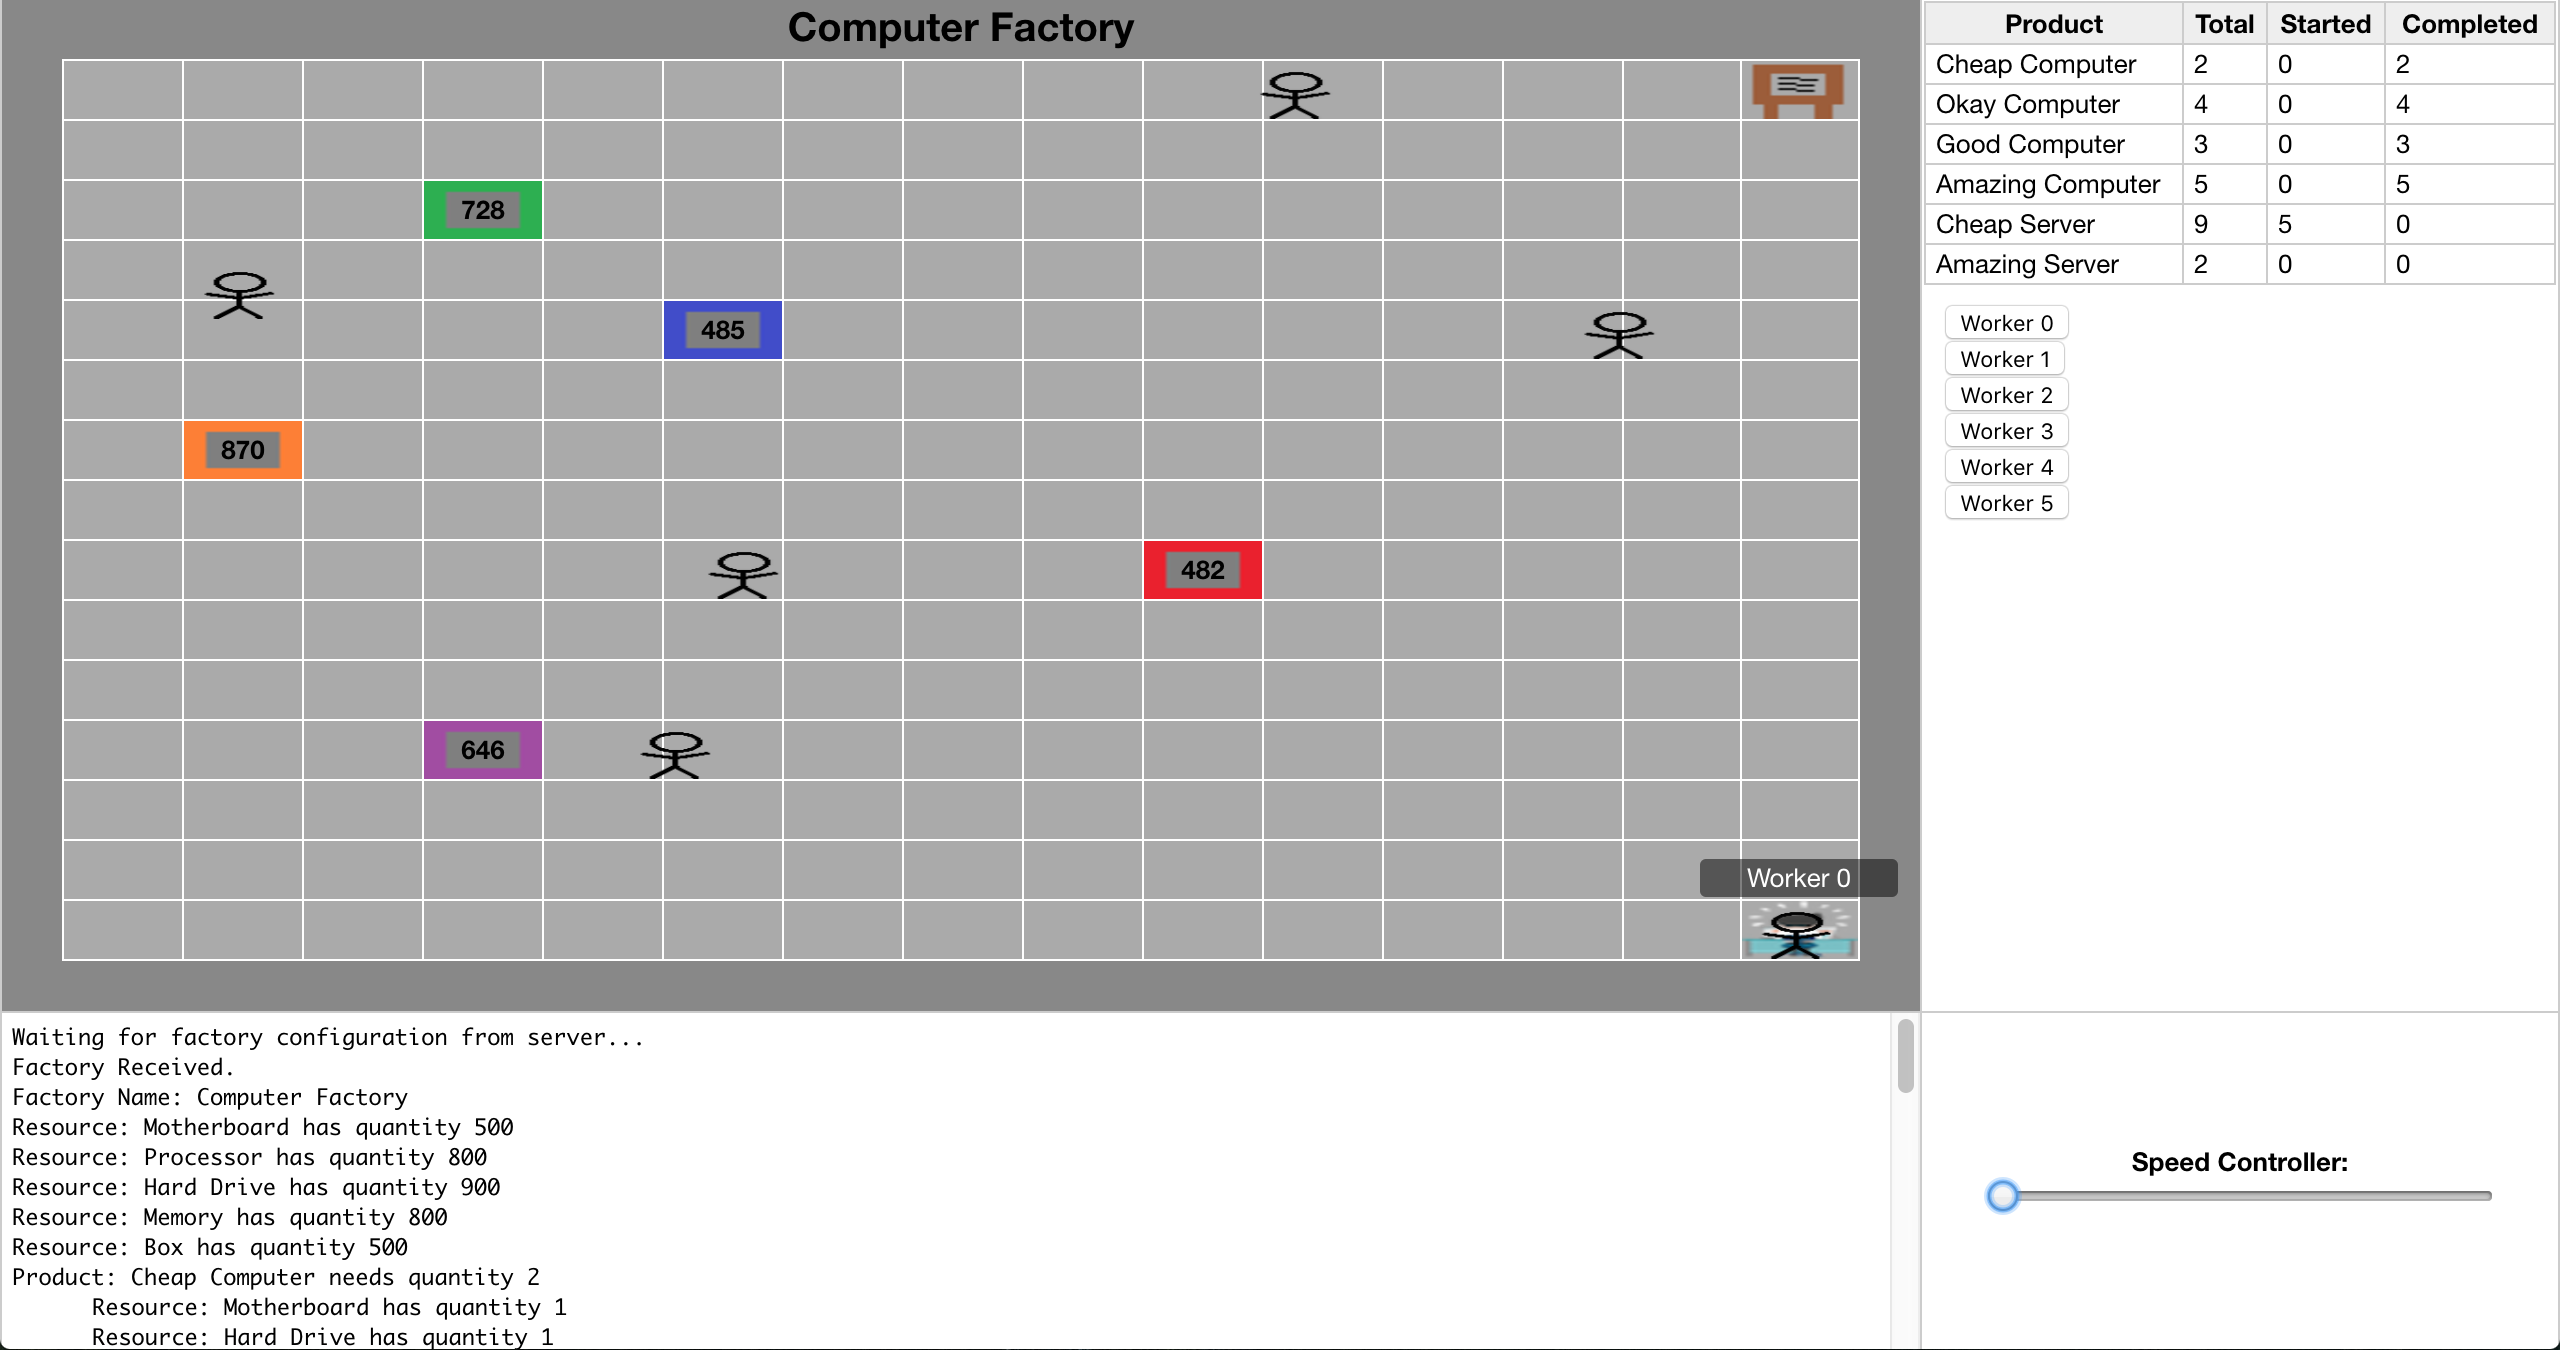 Computer Factory
728
485
870
482
646
Worker 0
Product Total Started Completed
Cheap Computer 2 0 2
Okay Computer 4 0 4
Good Computer 3 0 3
Amazing Computer 5 0 5
Cheap Server 9 5 0
Amazing Server 2 0 0
Worker 0
Worker 1
Worker 2
Worker 3
Worker 4
Worker 5
Waiting for factory configuration from server...
Factory Received.
Factory Name: Computer Factory
Resource: Motherboard has quantity 500
Resource: Processor has quantity 800
Resource: Hard Drive has quantity 900
Resource: Memory has quantity 800
Resource: Box has quantity 500
Product: Cheap Computer needs quantity 2
Resource: Motherboard has quantity 1
Resource: Hard Drive has quantity 1
Speed Controller: